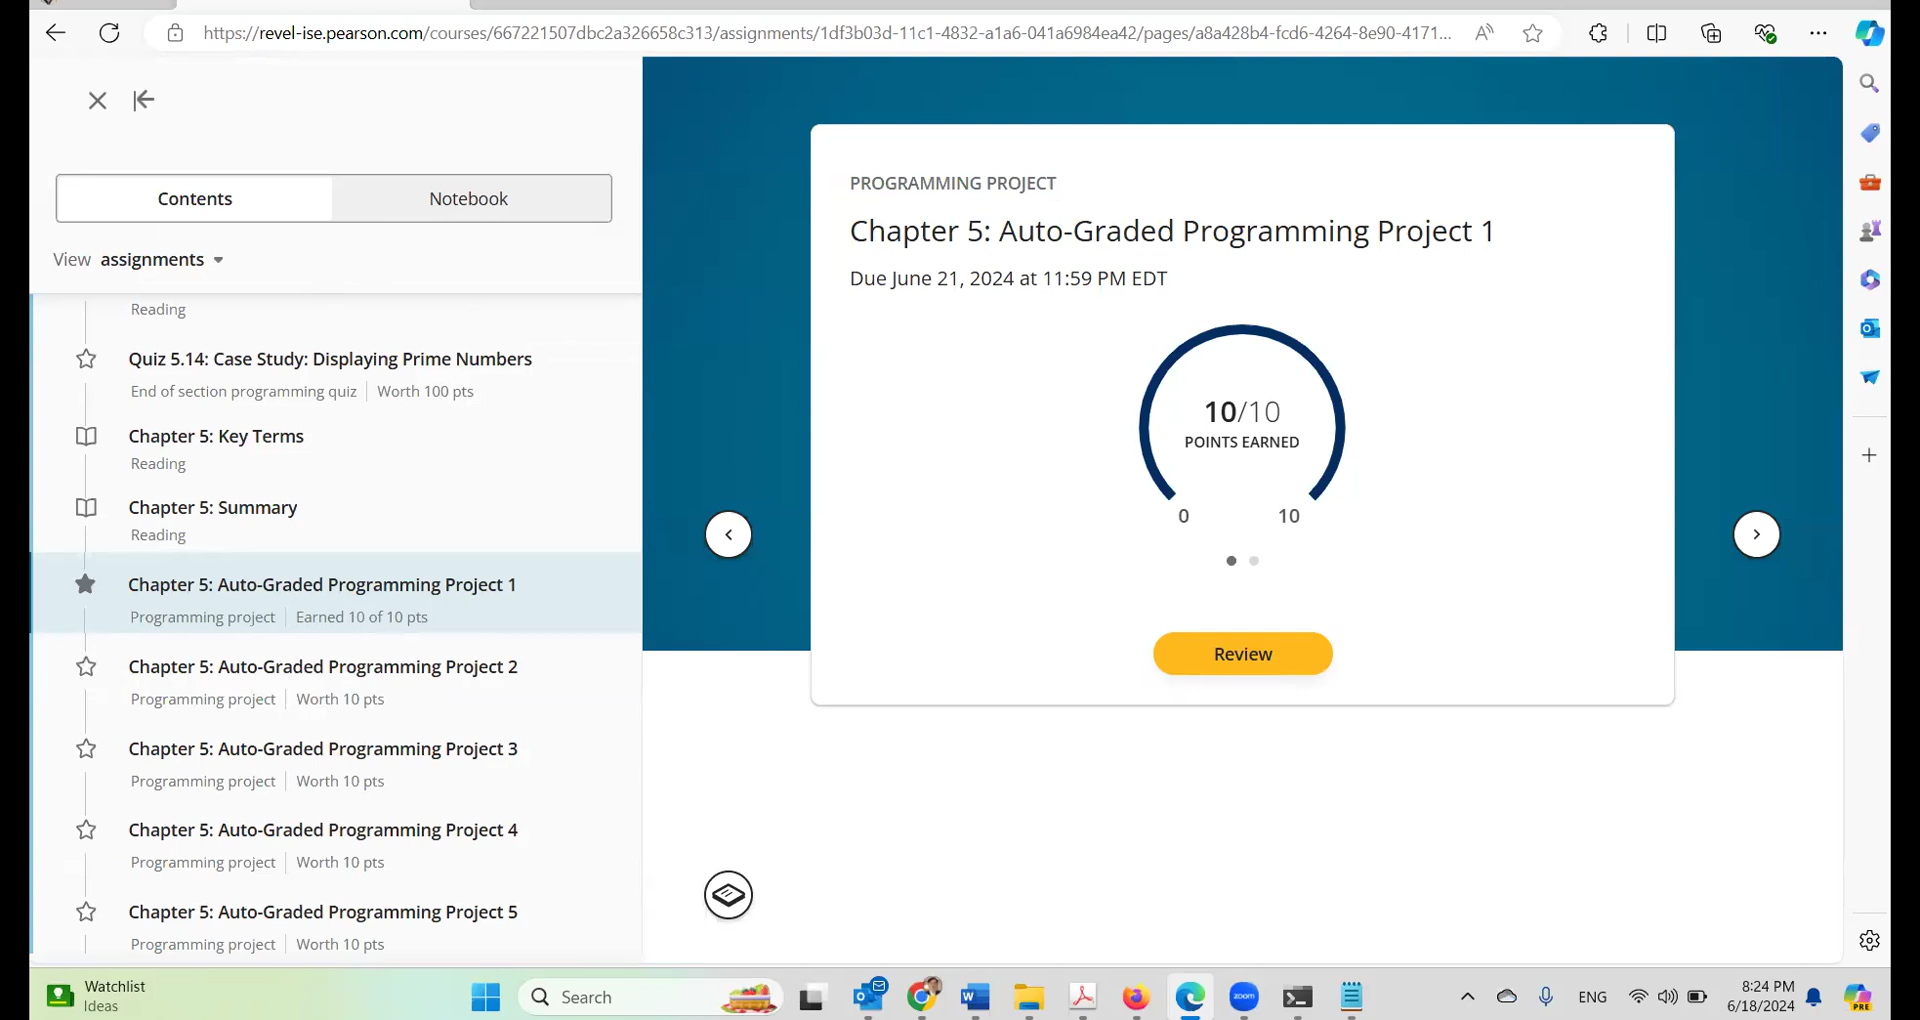 https://revel-ise.pearson.com/courses/667221507dbc2a326658c313/assignments/1df3b03d-11c1-4832-a1a6-041a6984ea42/pages/a8a428b4-fcd6-4264-8e90-4171...
Contents
Notebook
View assignments
Reading
Quiz 5.14: Case Study: Displaying Prime Numbers
End of section programming quiz | Worth 100 pts
Chapter 5: Key Terms
Reading
Chapter 5: Summary
Reading
Chapter 5: Auto-Graded Programming Project 1
Programming project | Earned 10 of 10 pts
Chapter 5: Auto-Graded Programming Project 2
Programming project | Worth 10 pts
Chapter 5: Auto-Graded Programming Project 3
Programming project | Worth 10 pts
Chapter 5: Auto-Graded Programming Project 4
Programming project | Worth 10 pts
Chapter 5: Auto-Graded Programming Project 5
Programming project | Worth 10 pts
PROGRAMMING PROJECT
Chapter 5: Auto-Graded Programming Project 1
Due June 21, 2024 at 11:59 PM EDT
10/10
POINTS EARNED
0 10
Review
Watchlist
Ideas
Search
zoom
ENG
8:24 PM
6/18/2024
PRE